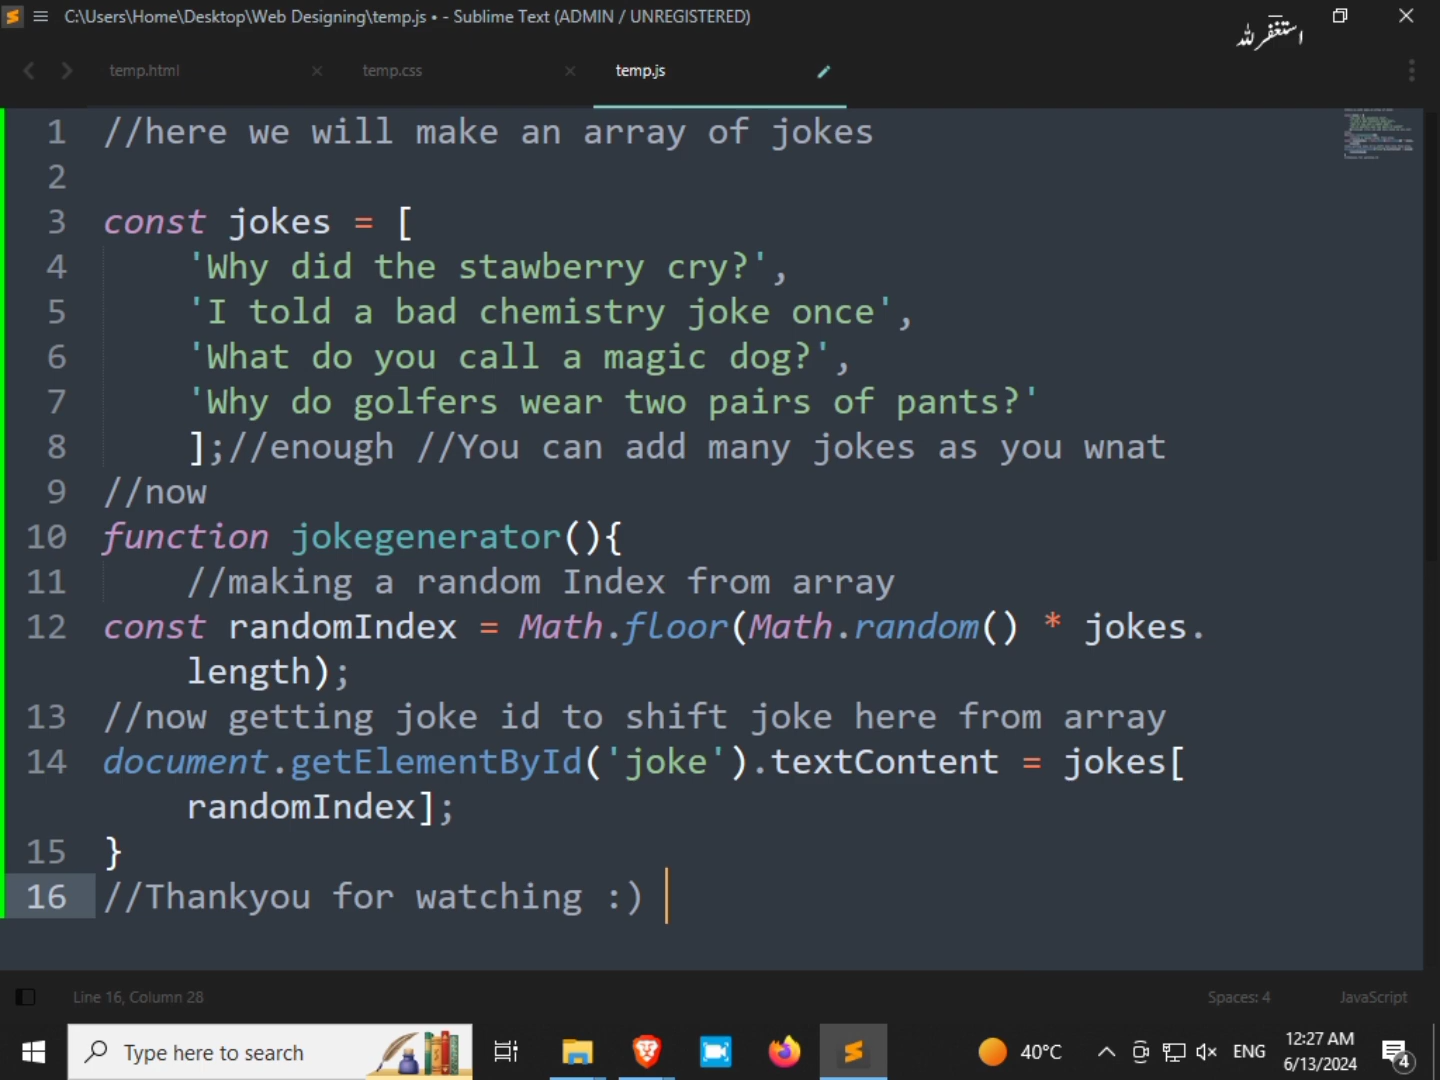 C:\Users\Home\Desktop\Web Designing\temp.js • - Sublime Text (ADMIN / UNREGISTERED)
استغفر لله
temp.html
temp.css
temp.js
1 //here we will make an array of jokes
2
3 const jokes = [
4 'Why did the stawberry cry?',
5 'I told a bad chemistry joke once',
6 'What do you call a magic dog?',
7 'Why do golfers wear two pairs of pants?'
8 ];//enough //You can add many jokes as you wnat
9 //now
10 function jokegenerator(){
11 //making a random Index from array
12 const randomIndex = Math.floor(Math.random() * jokes.
length);
13 //now getting joke id to shift joke here from array
14 document.getElementById('joke').textContent = jokes[
randomIndex];
15 }
16 //Thankyou for watching :)
Line 16, Column 28
Spaces: 4
JavaScript
Type here to search
40°C
ENG
12:27 AM
6/13/2024
4